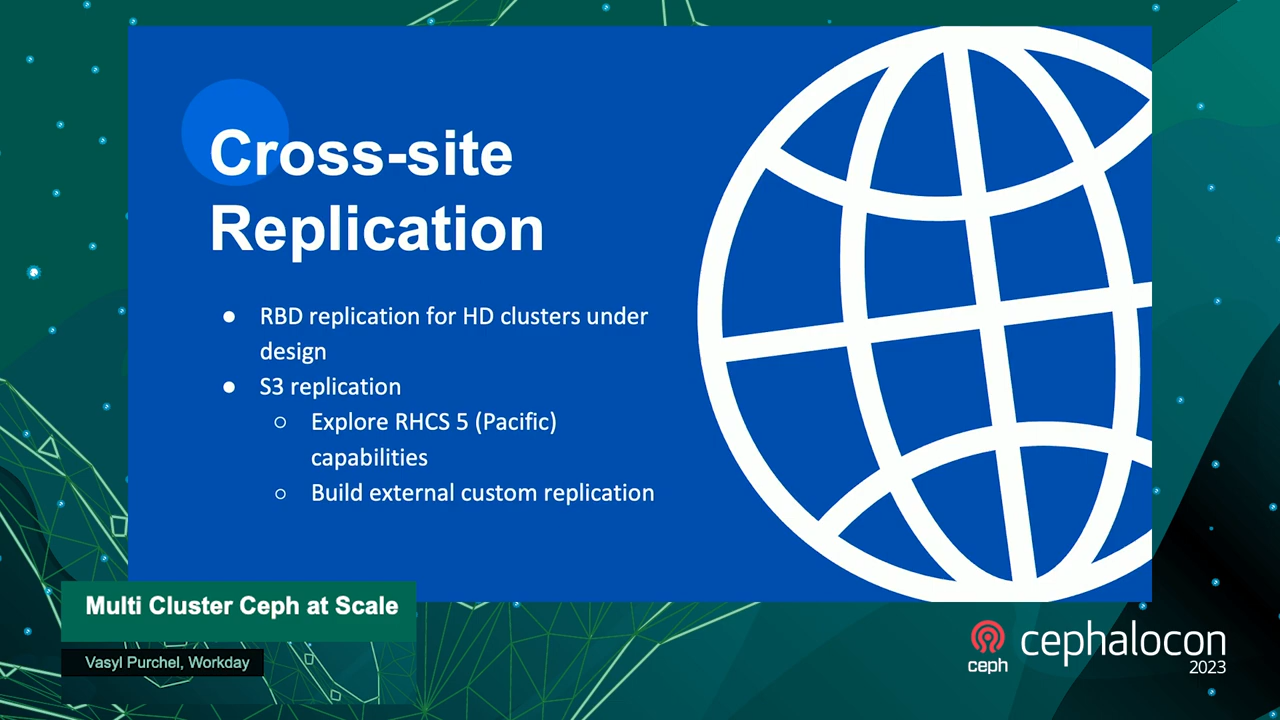 Cross-site
Replication
● RBD replication for HD clusters under
design
● S3 replication
○ Explore RHCS 5 (Pacific)
capabilities
○ Build external custom replication
Multi Cluster Ceph at Scale
Vasyl Purchel, Workday
ceph
cephalocon
2023